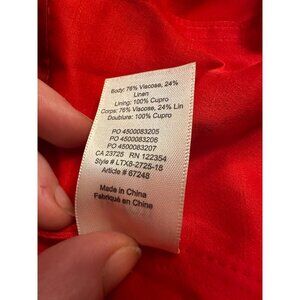 Body: 76% Viscose, 24%
Linen
Lining: 100% Cupro
Corps: 76% Viscose, 24% Lin
Doublure: 100% Cupro
PO 4500083205
PO 4500083206
PO 4500083207
CA 23725 RN 122354
Style # LTX8-2725-18
Article # 67248
Made in China
Fabriqué en Chine